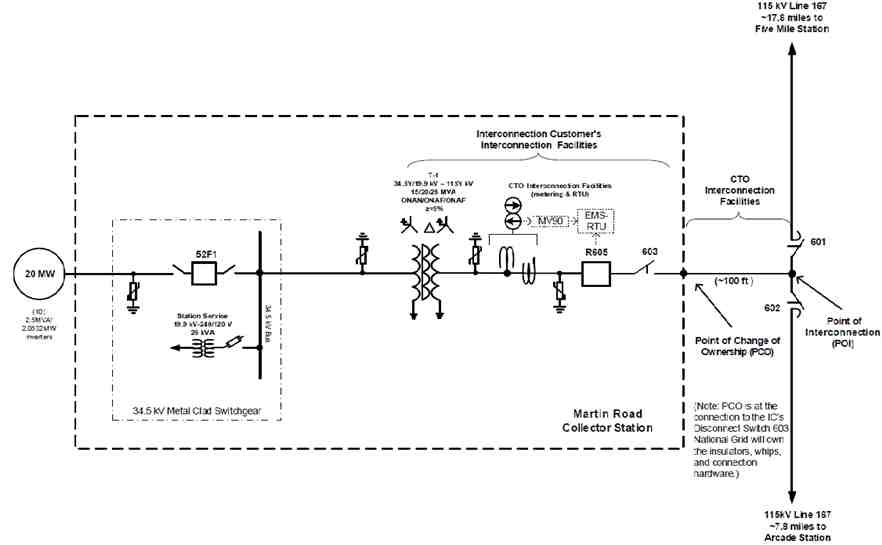 115 kV Line 167
~17.8 miles to
Five Mile Station
Interconnection Customer's
Interconnection Facilities
T-1
34.5Y/19.9 kV – 115Y kV
15/20/25 MVA
ONAN/ONAF/ONAF
CTO Interconnection Facilities
(metering & RTU)
MV90
EMS-
RTU
CTO
Interconnection
Facilities
R605
603
601
20 MW
52F1
(~100 ft )
602
(10)
2.5MVA/
inverters
Station Service
19.9 kV-240/120 V
25 kVA
34.5 kV Bus
Point of Change of
Ownership (PCO)
Point of
Interconnection
(POI)
34.5 kV Metal Clad Switchgear
Martin Road
Collector Station
(Note: PCO is at the
connection to the IC's
Disconnect Switch 603
National Grid will own
the insulators, whips,
and connection
hardware.)
115kV Line 167
~7.8 miles to
Arcade Station